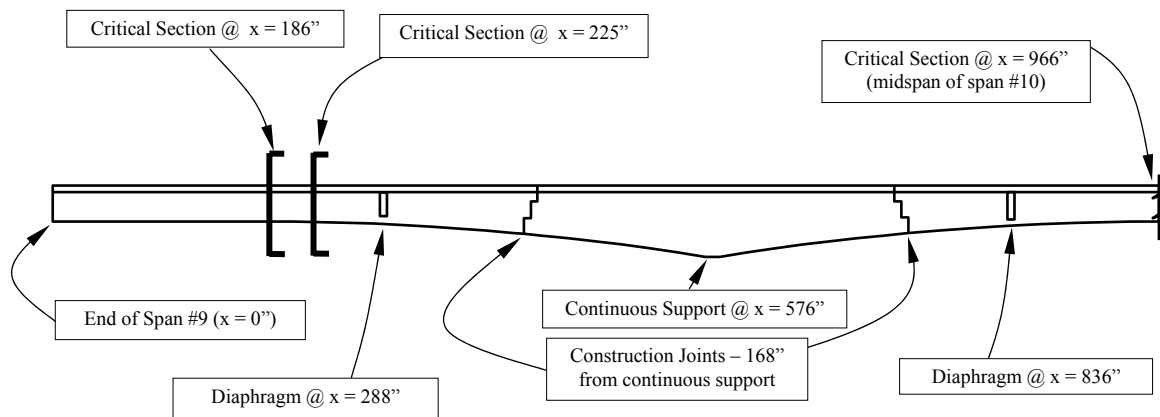 Critical Section @ x = 186”
Critical Section @ x = 225”
Critical Section @ x = 966”
(midspan of span #10)
End of Span #9 (x = 0”)
Continuous Support @ x = 576”
Construction Joints – 168”
from continuous support
Diaphragm @ x = 288”
Diaphragm @ x = 836”